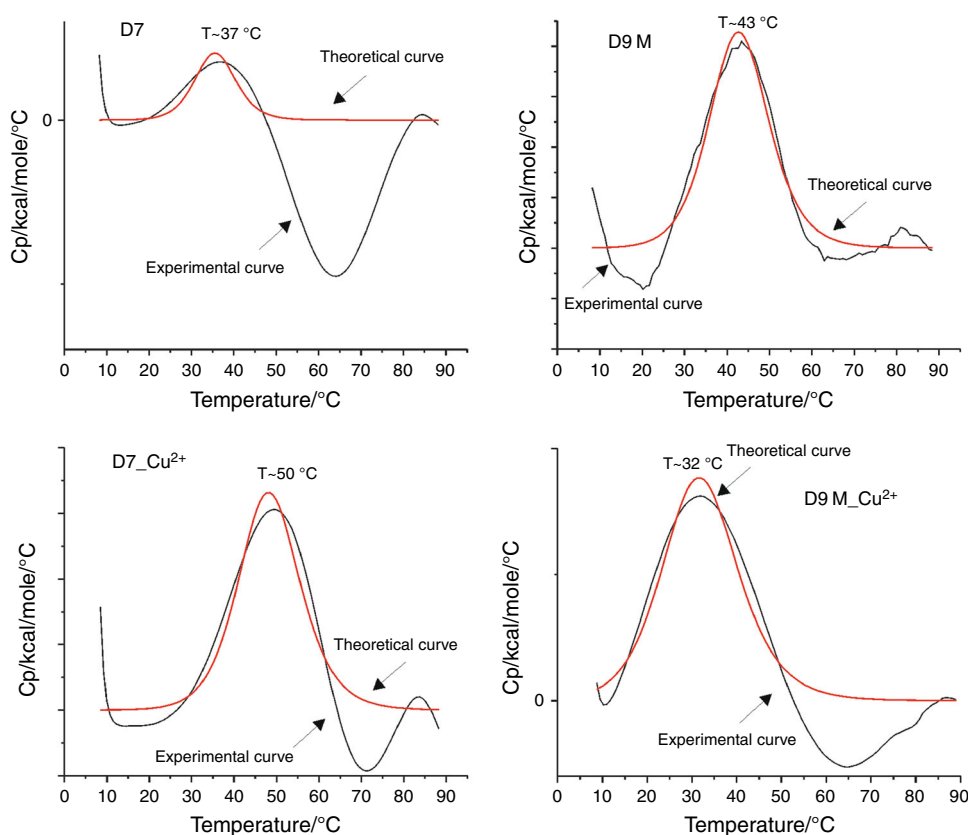 D7
T~37 °C
Theoretical curve
Experimental curve
Cp/kcal/mole/°C
0
0 10 20 30 40 50 60 70 80 90
Temperature/°C
D9 M
T~43 °C
Theoretical curve
Experimental curve
Cp/kcal/mole/°C
0 10 20 30 40 50 60 70 80 90
Temperature/°C
D7_Cu²⁺
T~50 °C
Theoretical curve
Experimental curve
Cp/kcal/mole/°C
0 10 20 30 40 50 60 70 80 90
Temperature/°C
D9 M_Cu²⁺
T~32 °C
Theoretical curve
Experimental curve
Cp/kcal/mole/°C
0
0 10 20 30 40 50 60 70 80 90
Temperature/°C